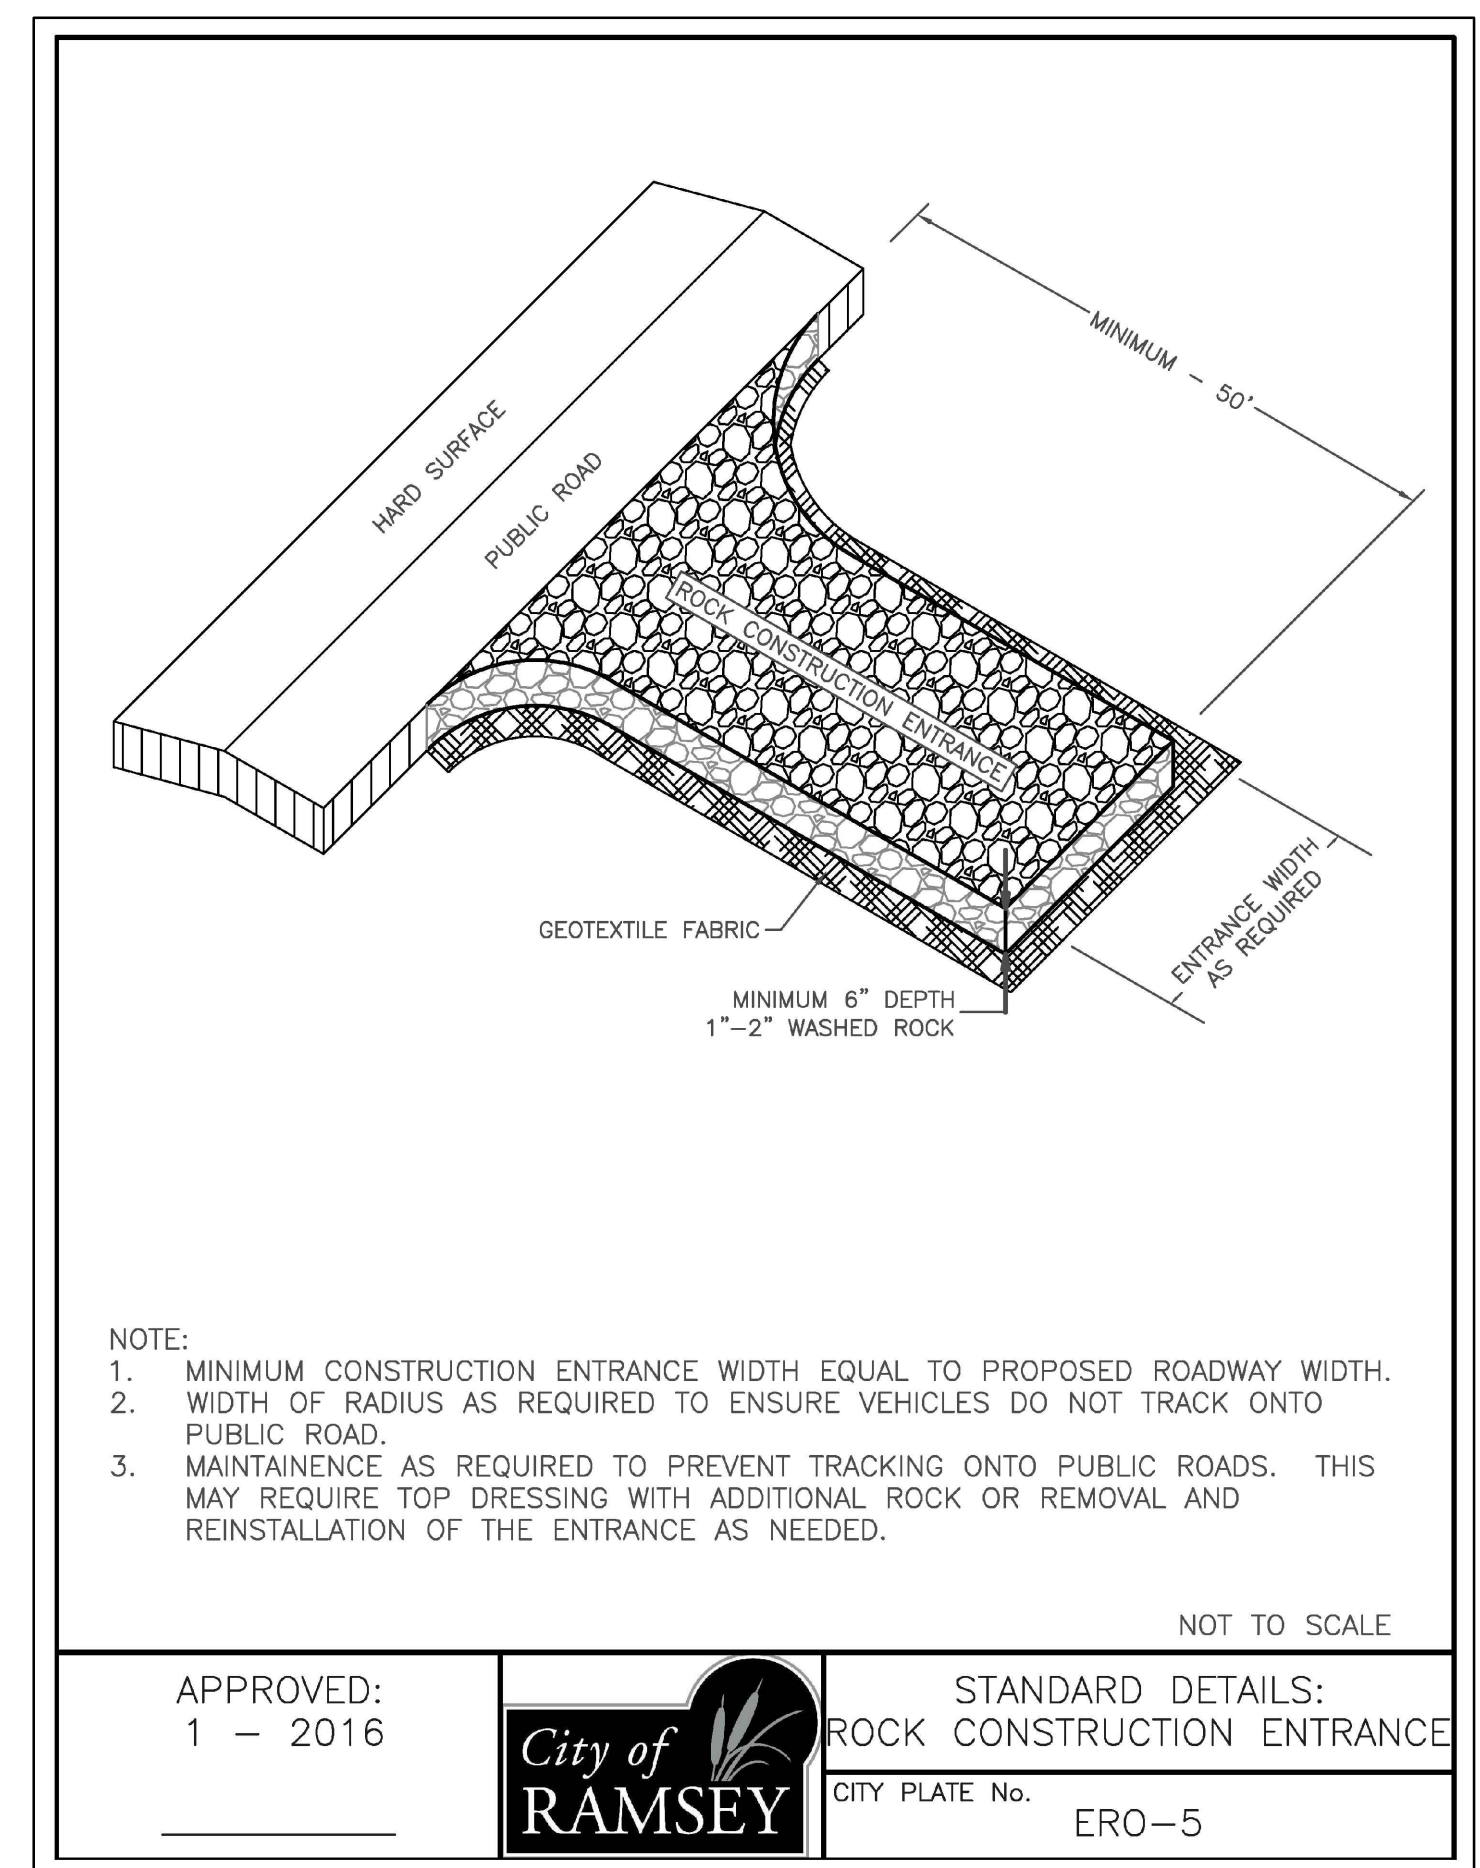 MINIMUM - 50'
HARD SURFACE
PUBLIC ROAD
ROCK CONSTRUCTION ENTRANCE
ENTRANCE WIDTH
AS REQUIRED
GEOTEXTILE FABRIC
MINIMUM 6" DEPTH
1"-2" WASHED ROCK
NOTE:
1. MINIMUM CONSTRUCTION ENTRANCE WIDTH EQUAL TO PROPOSED ROADWAY WIDTH.
2. WIDTH OF RADIUS AS REQUIRED TO ENSURE VEHICLES DO NOT TRACK ONTO
PUBLIC ROAD.
3. MAINTAINENCE AS REQUIRED TO PREVENT TRACKING ONTO PUBLIC ROADS. THIS
MAY REQUIRE TOP DRESSING WITH ADDITIONAL ROCK OR REMOVAL AND
REINSTALLATION OF THE ENTRANCE AS NEEDED.
NOT TO SCALE
APPROVED:
1 - 2016
City of
RAMSEY
STANDARD DETAILS:
ROCK CONSTRUCTION ENTRANCE
CITY PLATE No.
ERO-5